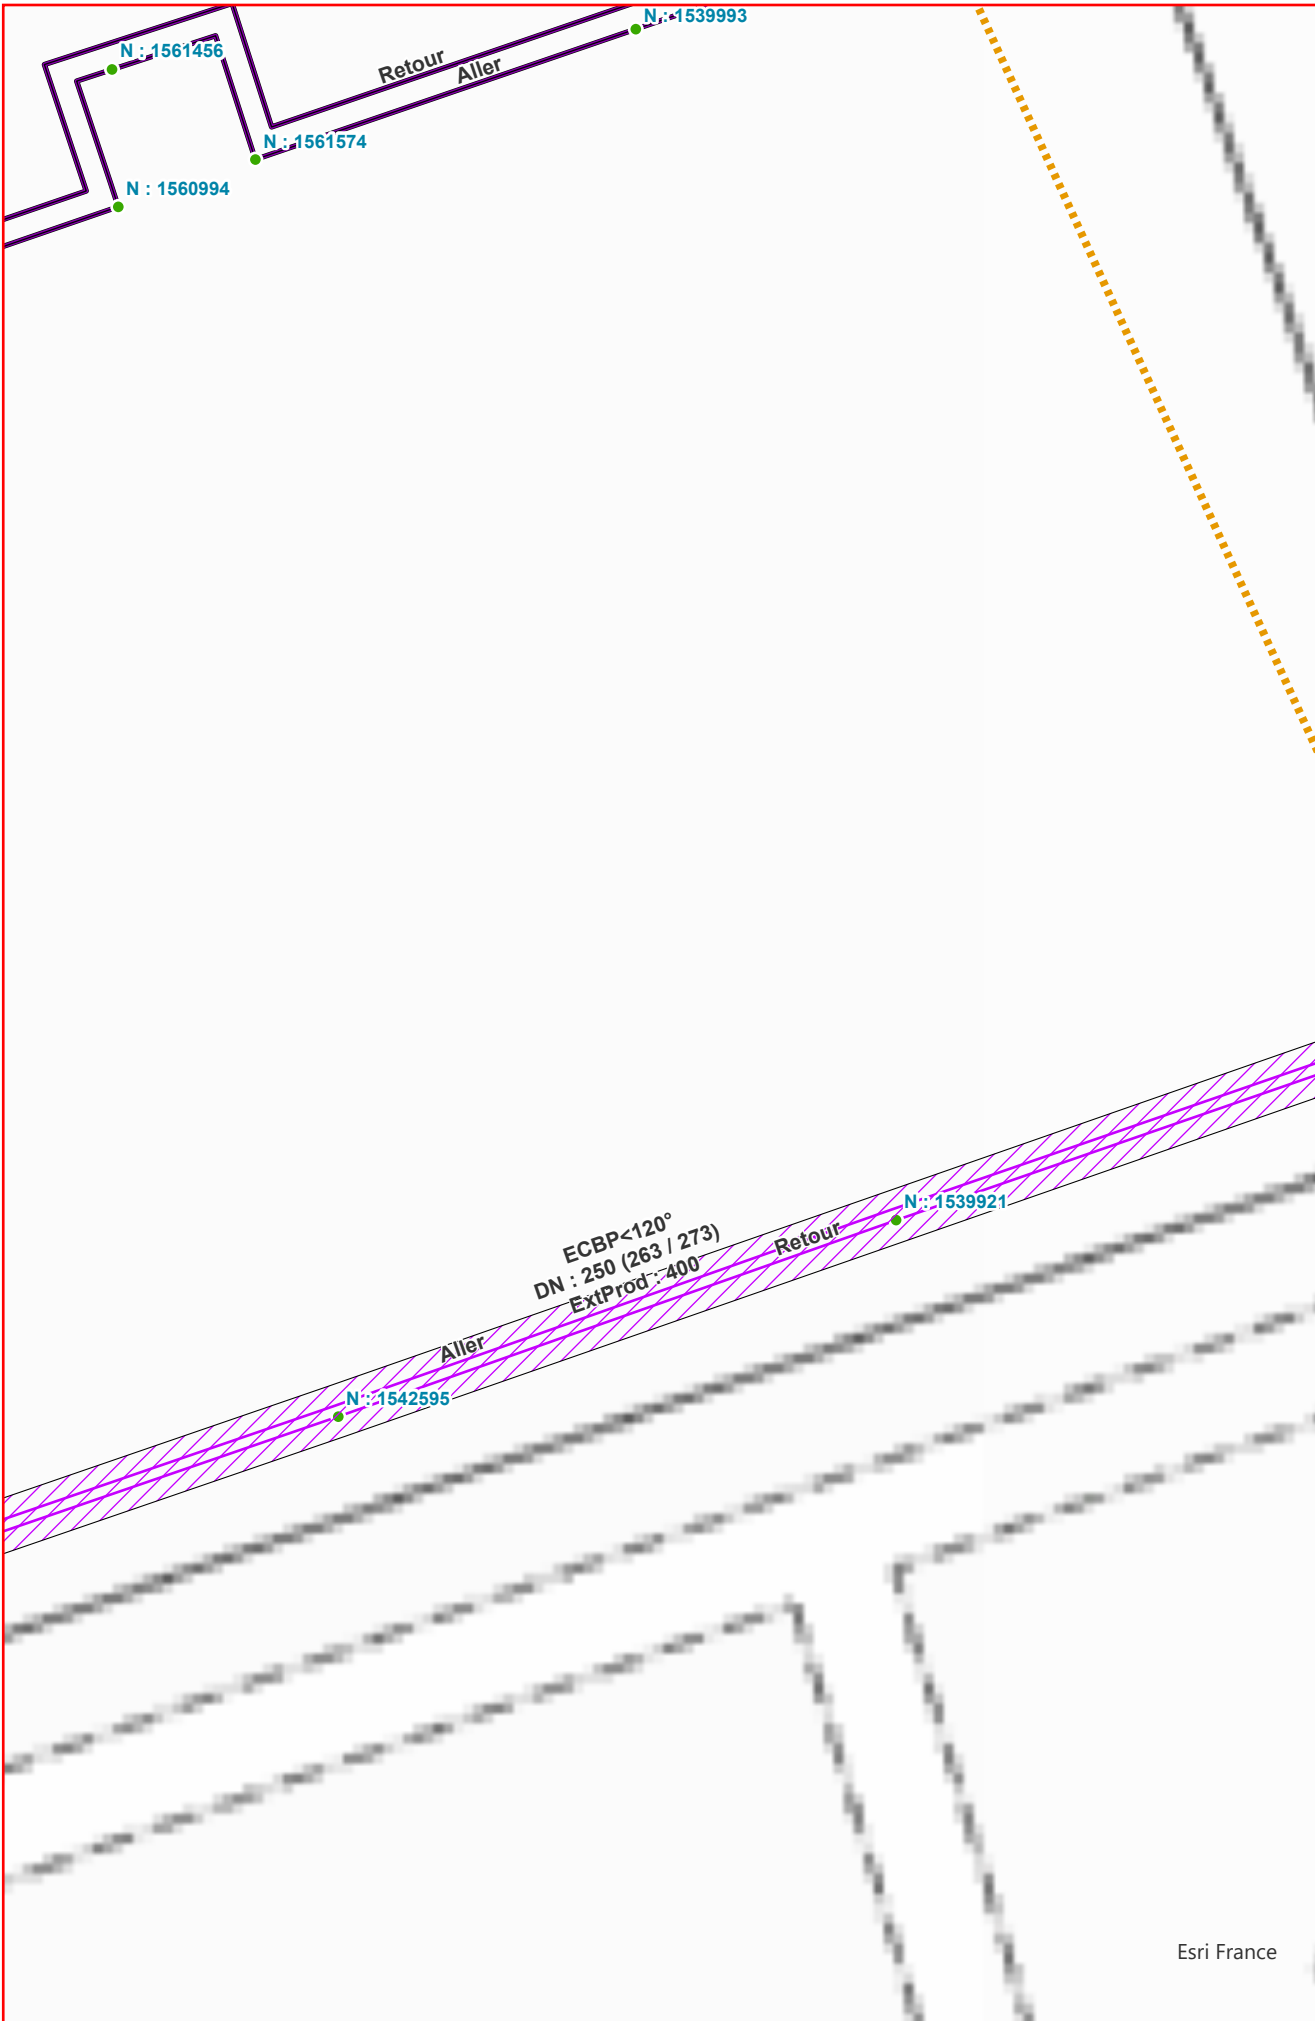 N : 1539993
N : 1561456
Retour
Aller
N : 1561574
N : 1560994
N : 1539921
ECBP<120°
DN : 250 (263 / 273)
ExtProd : 400
Retour
Aller
N : 1542595
Esri France